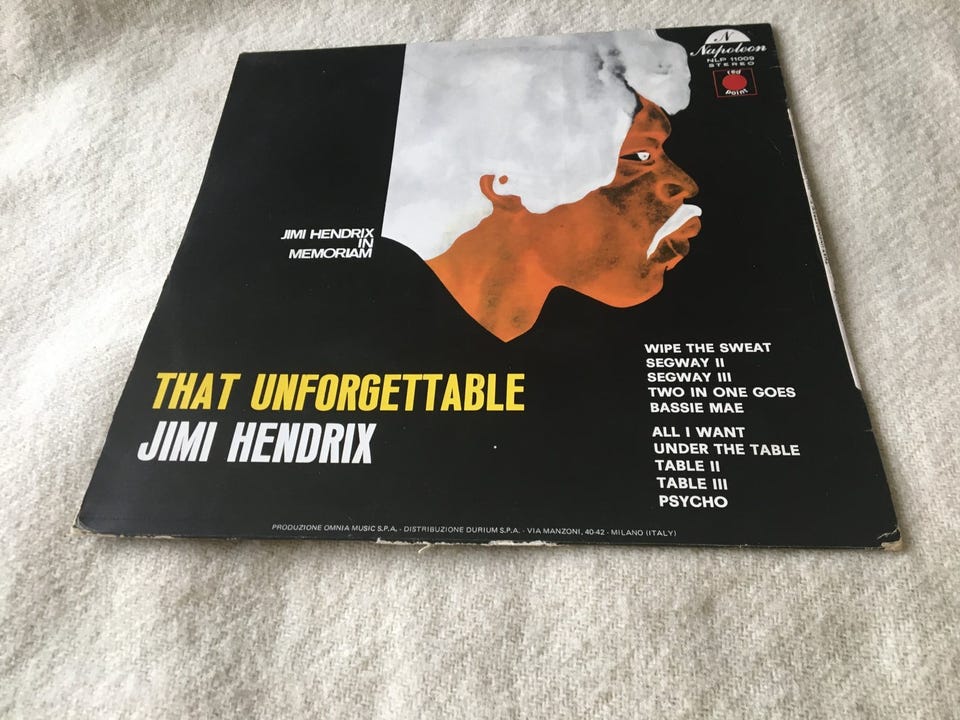 N
Napoleon
NLP 11009
STEREO
red
point
JIMI HENDRIX
IN
MEMORIAM
THAT UNFORGETTABLE
JIMI HENDRIX
WIPE THE SWEAT
SEGWAY II
SEGWAY III
TWO IN ONE GOES
BASSIE MAE
ALL I WANT
UNDER THE TABLE
TABLE II
TABLE III
PSYCHO
PRODUZIONE OMNIA MUSIC S.P.A. - DISTRIBUZIONE DURIUM S.P.A. - VIA MANZONI, 40-42 - MILANO (ITALY)